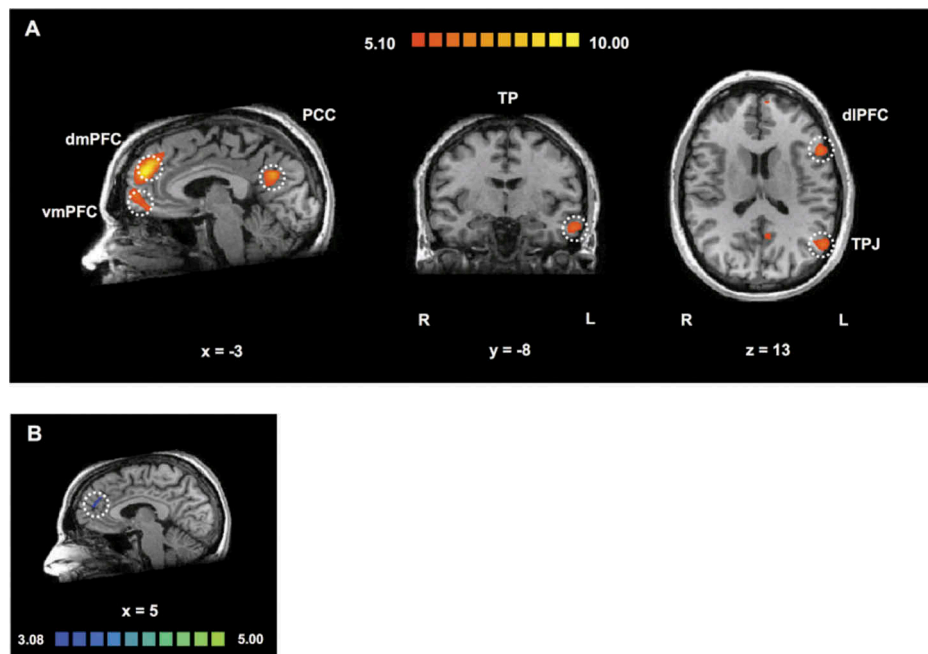 A
5.10 10.00
PCC
TP
dlPFC
dmPFC
vmPFC
TPJ
R L R L
x = -3 y = -8 z = 13
B
x = 5
3.08 5.00